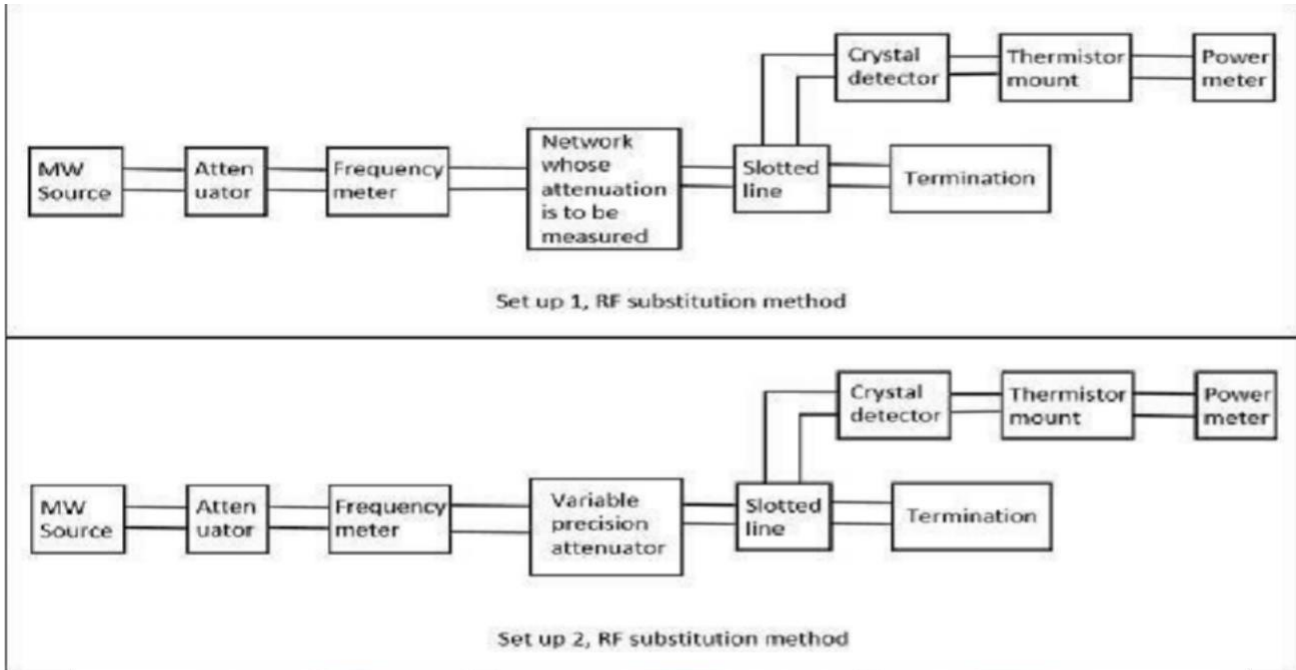 Crystal
detector
Thermistor
mount
Power
meter
MW
Source
Atten
uator
Frequency
meter
Network
whose
attenuation
is to be
measured
Slotted
line
Termination
Set up 1, RF substitution method
Crystal
detector
Thermistor
mount
Power
meter
MW
Source
Atten
uator
Frequency
meter
Variable
precision
attenuator
Slotted
line
Termination
Set up 2, RF substitution method